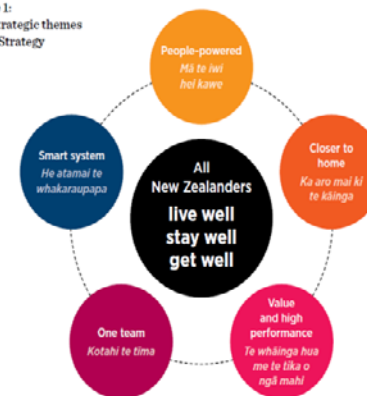 1:
rategic themes
Strategy
People-powered
Mā te iwi
hei kawe
Closer to
home
Ka aro mai ki
te kāinga
Value
and high
performance
Te whāinga hua
me te tika o
ngā mahi
One team
Kotahi te tima
Smart system
He atamai te
whakaraupapa
All
New Zealanders
live well
stay well
get well